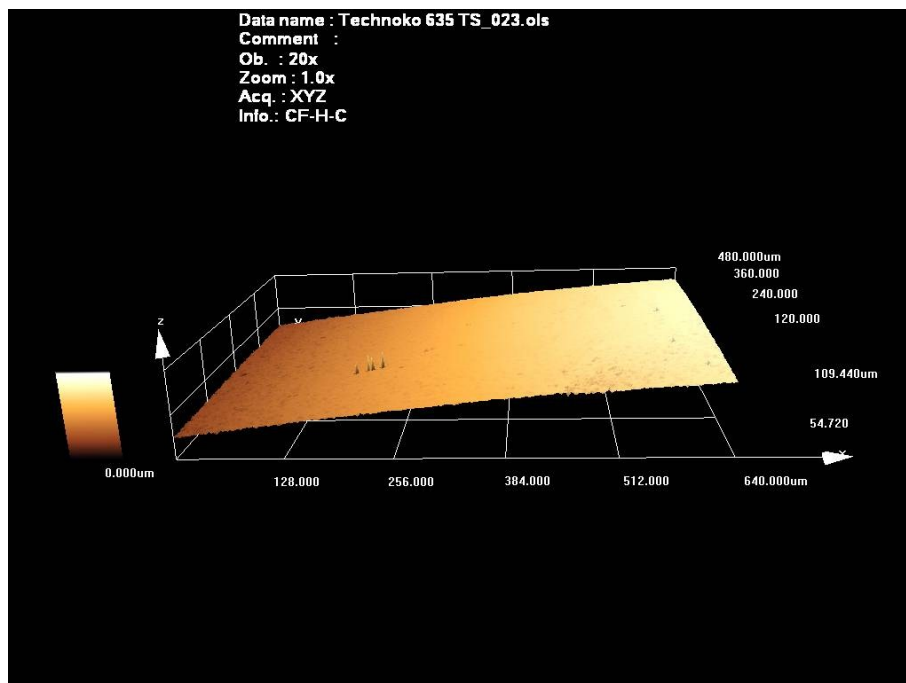 Data name : Technoko 635 TS_023.ols
Comment :
Ob. : 20x
Zoom : 1.0x
Acq. : XYZ
Info.: CF-H-C
480.000um
360.000
240.000
120.000
z
Y
109.440um
54.720
0.000um
X
128.000
256.000
384.000
512.000
640.000um